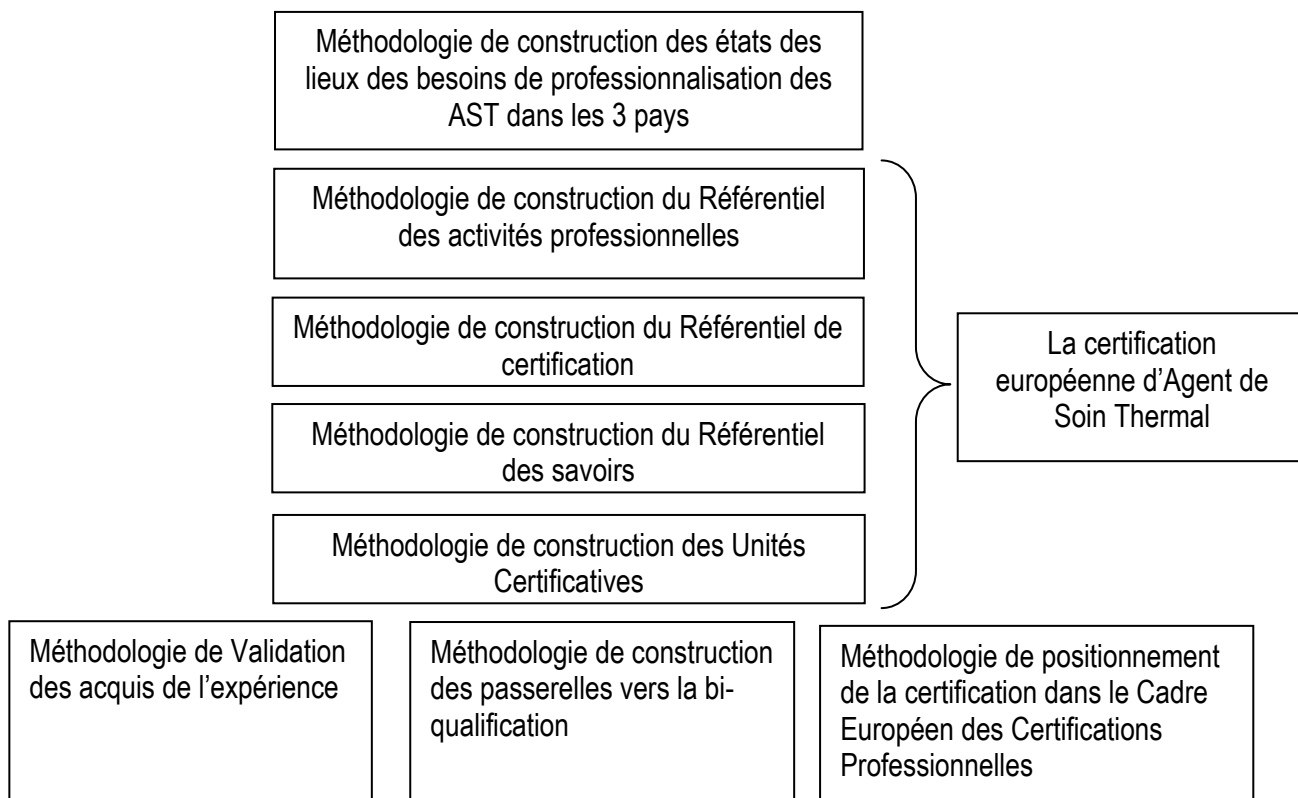 Méthodologie de construction des états des
lieux des besoins de professionnalisation des
AST dans les 3 pays
Méthodologie de construction du Référentiel
des activités professionnelles
Méthodologie de construction du Référentiel de
certification
Méthodologie de construction du Référentiel
des savoirs
Méthodologie de construction des Unités
Certificatives
La certification
européenne d’Agent de
Soin Thermal
Méthodologie de Validation
des acquis de l’expérience
Méthodologie de construction
des passerelles vers la bi-
qualification
Méthodologie de positionnement
de la certification dans le Cadre
Européen des Certifications
Professionnelles